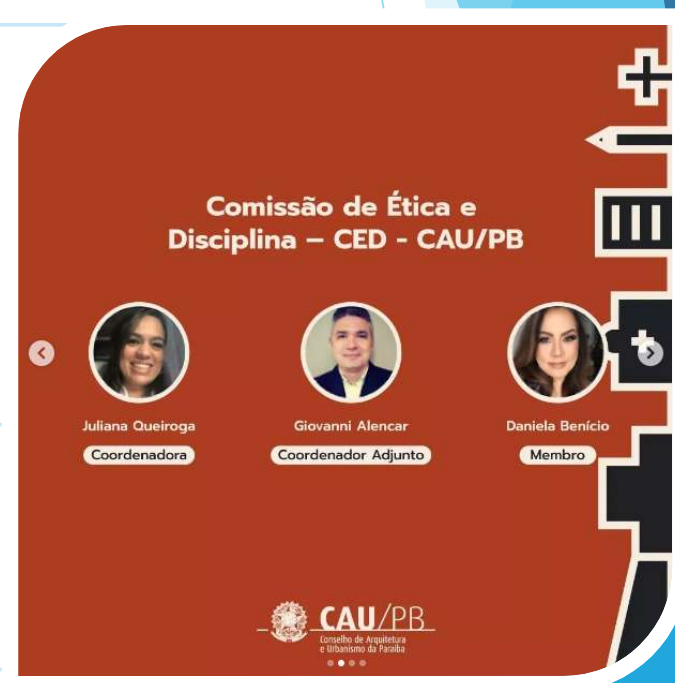 Comissão de Ética e
Disciplina – CED - CAU/PB
Juliana Queiroga
Coordenadora
Giovanni Alencar
Coordenador Adjunto
Daniela Benício
Membro
CAU/PB
Conselho de Arquitetura
e Urbanismo da Paraíba